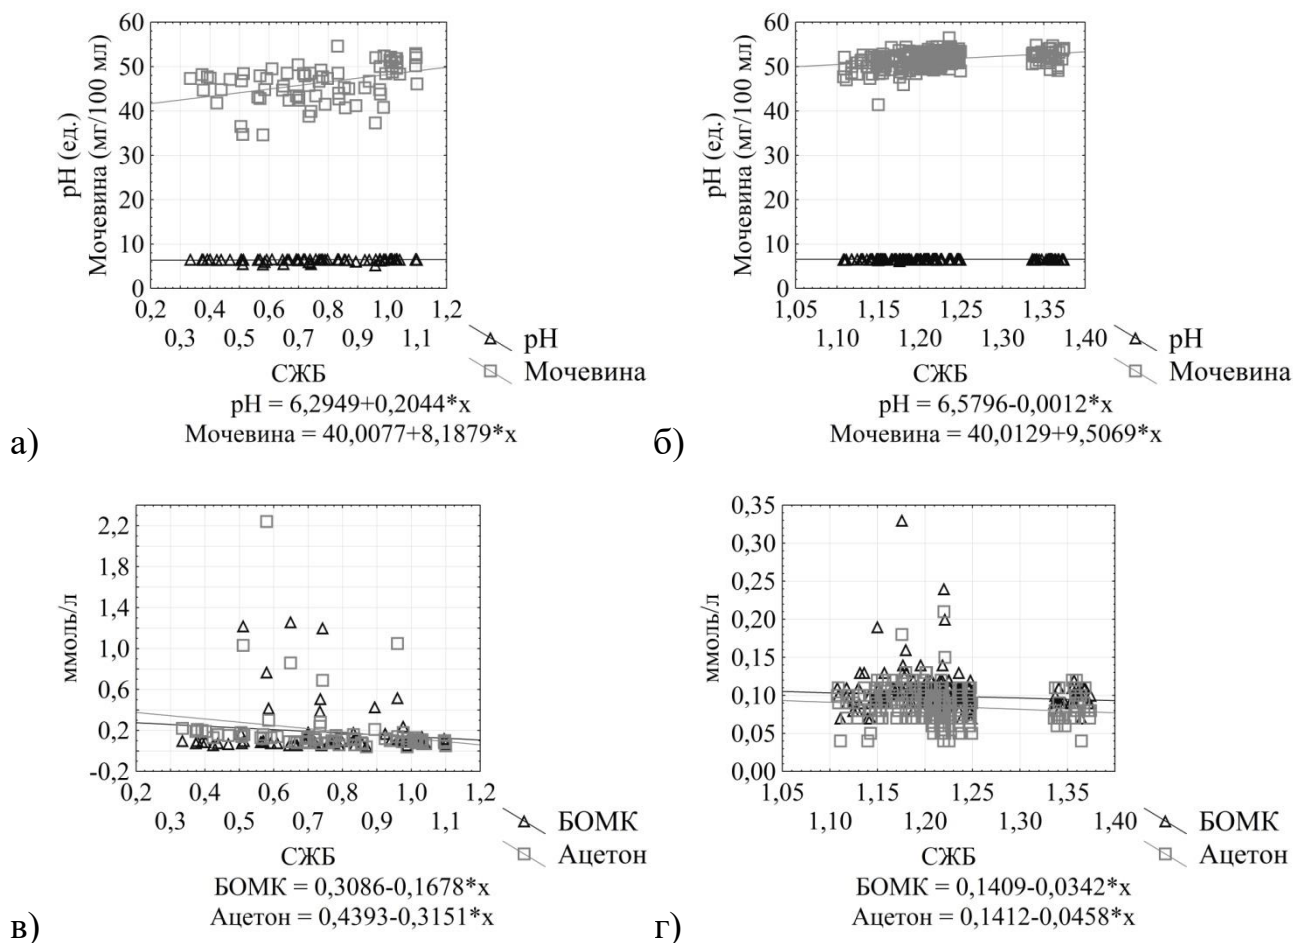 60
50
40
30
20
10
0
pH (ед.
Мочевина (мг/100 мл)
0,2 0,4 0,6 0,8 1,0 1,2
0,3 0,5 0,7 0,9 1,1
pH
Мочевина
СЖБ
pH = 6,2949+0,2044*x
Мочевина = 40,0077+8,1879*x
а)
60
50
40
30
20
10
0
pH (ед.
Мочевина (мг/100 мл)
1,05 1,15 1,25 1,35
1,10 1,20 1,30 1,40
pH
Мочевина
СЖБ
pH = 6,5796-0,0012*x
Мочевина = 40,0129+9,5069*x
б)
2,2
1,8
1,4
1,0
0,6
0,2
-0,2
ммоль/л
0,2 0,4 0,6 0,8 1,0 1,2
0,3 0,5 0,7 0,9 1,1
БОМК
Ацетон
СЖБ
БОМК = 0,3086-0,1678*x
Ацетон = 0,4393-0,3151*x
в)
0,35
0,30
0,25
0,20
0,15
0,10
0,05
0,00
ммоль/л
1,05 1,15 1,25 1,35
1,10 1,20 1,30 1,40
БОМК
Ацетон
СЖБ
БОМК = 0,1409-0,0342*x
Ацетон = 0,1412-0,0458*x
г)